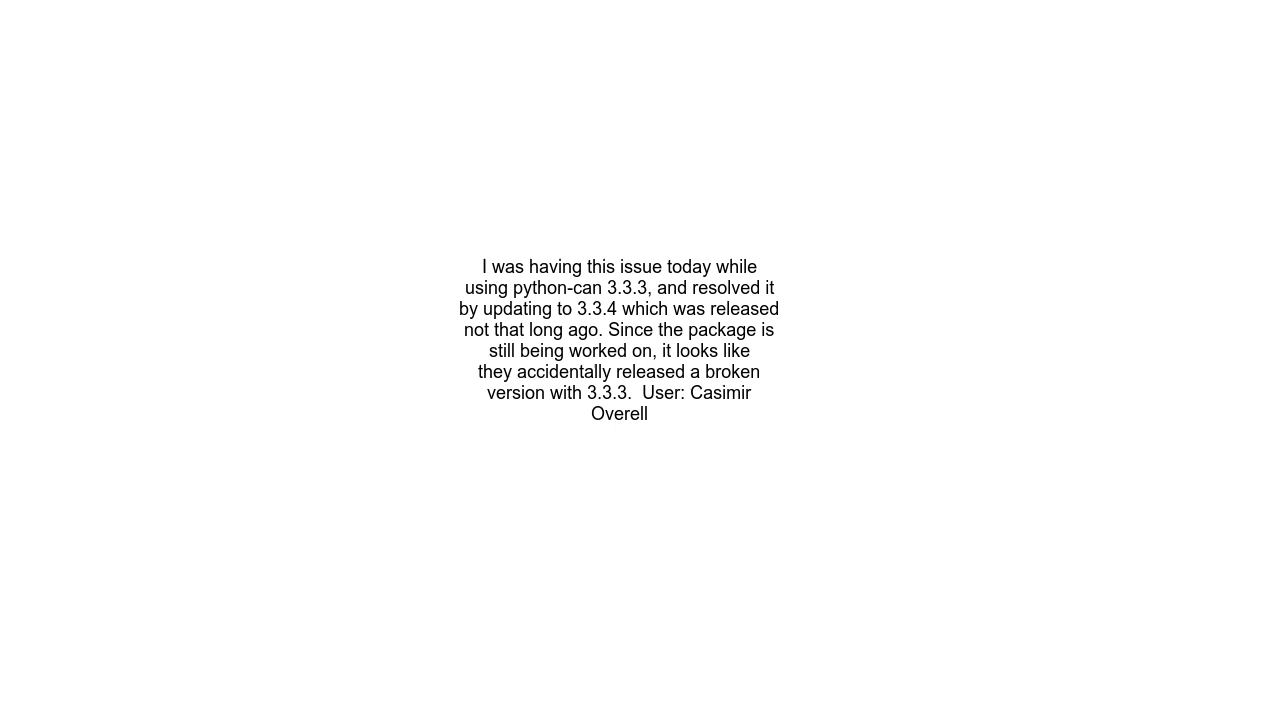 I was having this issue today while
using python-can 3.3.3, and resolved it
by updating to 3.3.4 which was released
not that long ago. Since the package is
still being worked on, it looks like
they accidentally released a broken
version with 3.3.3.  User: Casimir
Overell